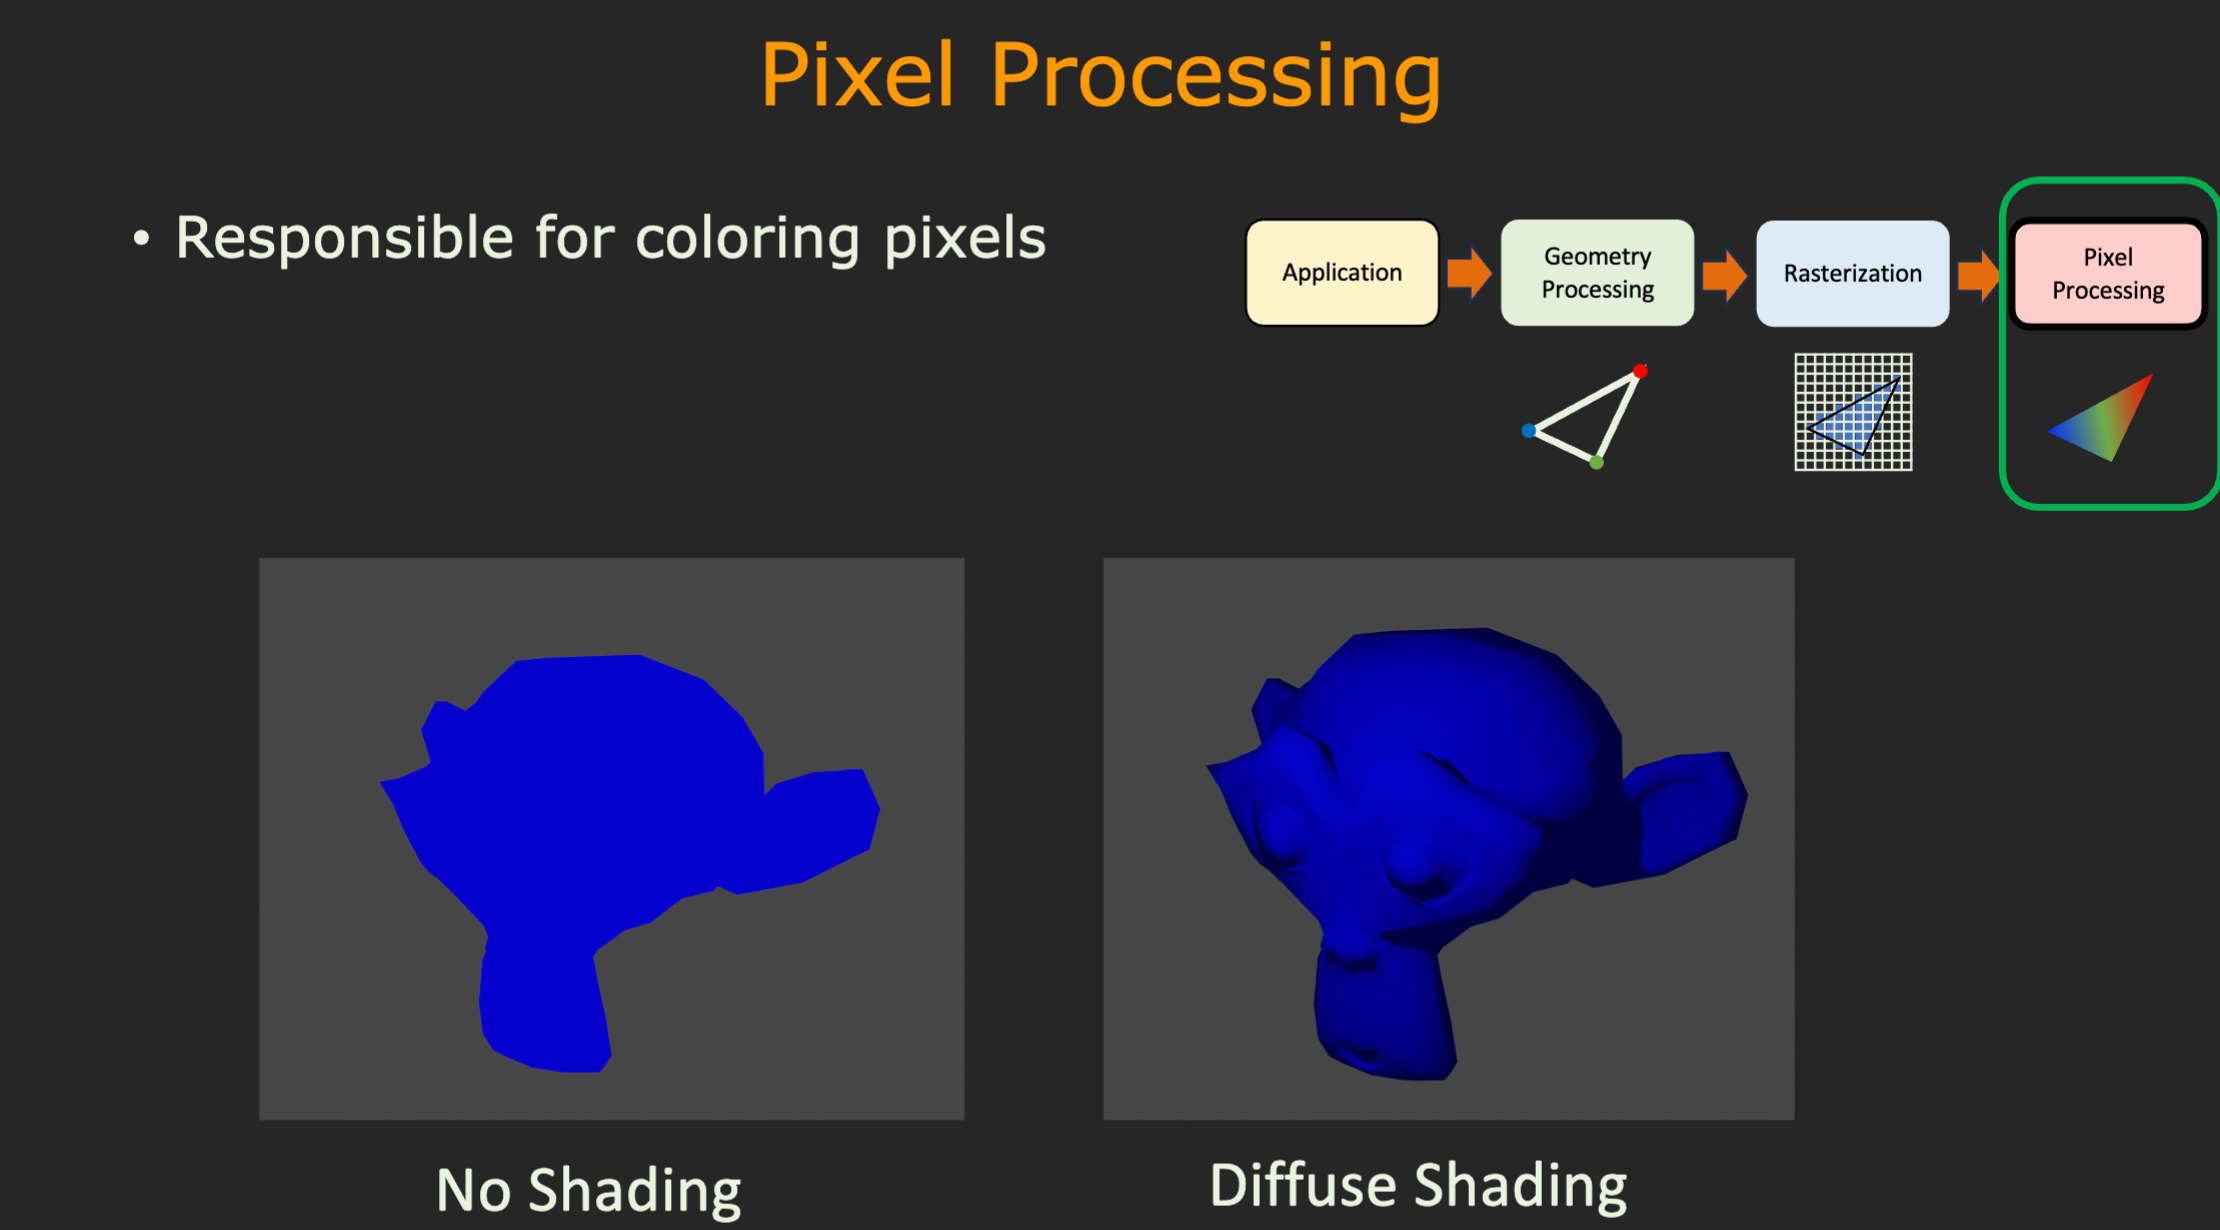 Pixel Processing
• Responsible for coloring pixels
Application
Geometry
Processing
Rasterization
Pixel
Processing
No Shading
Diffuse Shading